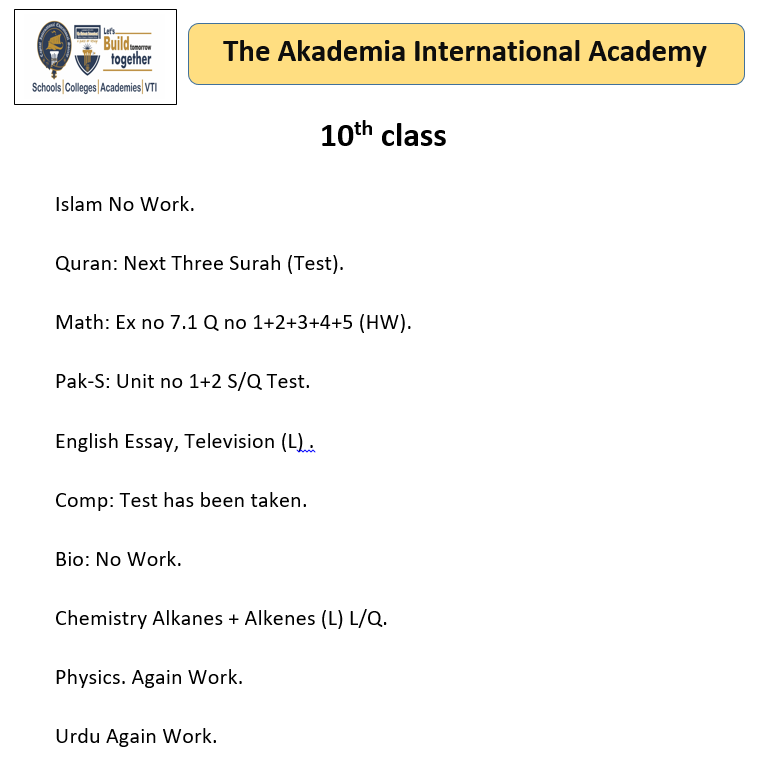 Let's
Build tomorrow
together
Schools|Colleges|Academies|VTI
The Akademia International Academy
10th class
Islam No Work.
Quran: Next Three Surah (Test).
Math: Ex no 7.1 Q no 1+2+3+4+5 (HW).
Pak-S: Unit no 1+2 S/Q Test.
English Essay, Television (L) .
Comp: Test has been taken.
Bio: No Work.
Chemistry Alkanes + Alkenes (L) L/Q.
Physics. Again Work.
Urdu Again Work.